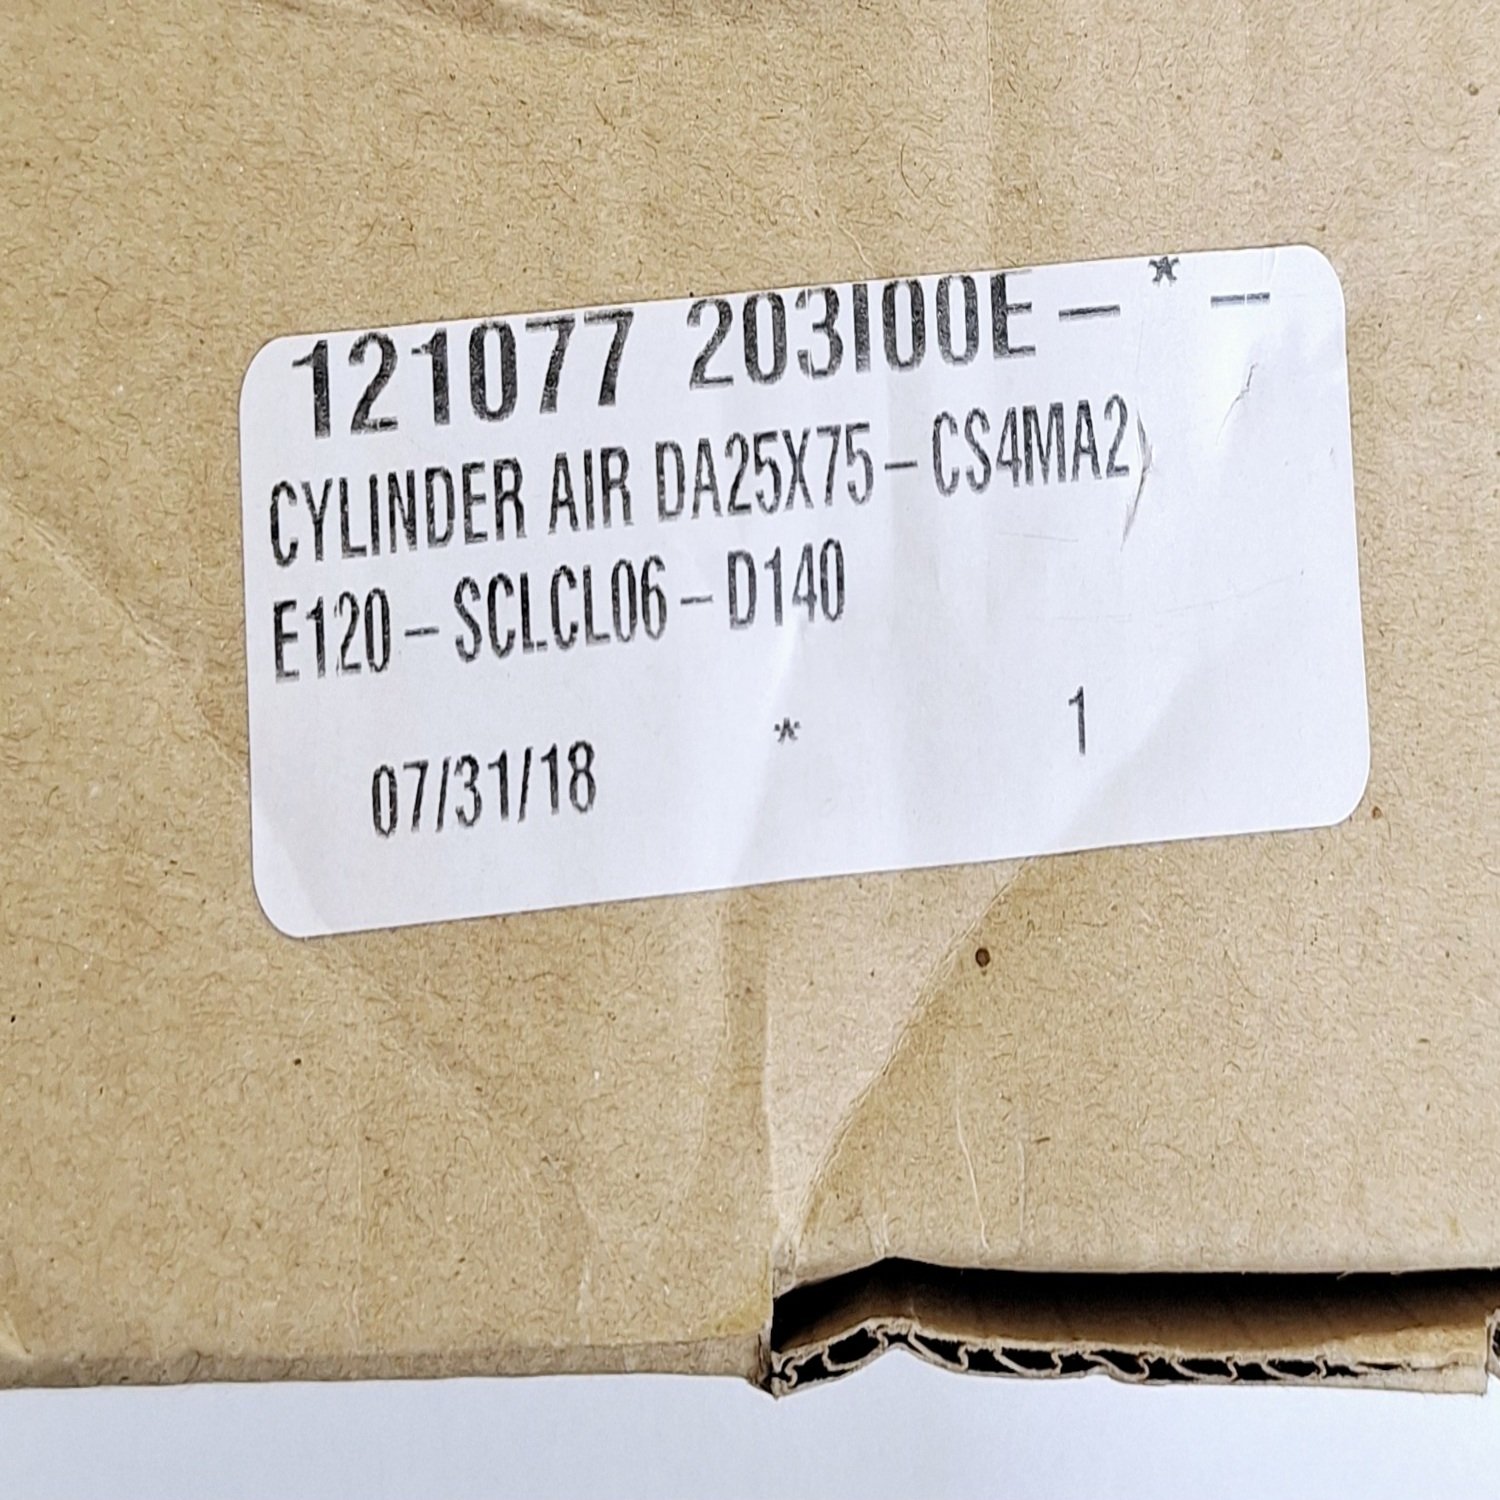 121077 203I00E-*-
CYLINDER AIR DA25X75-CS4MA2
E120-SCLCL06-D140
07/31/18 * 1